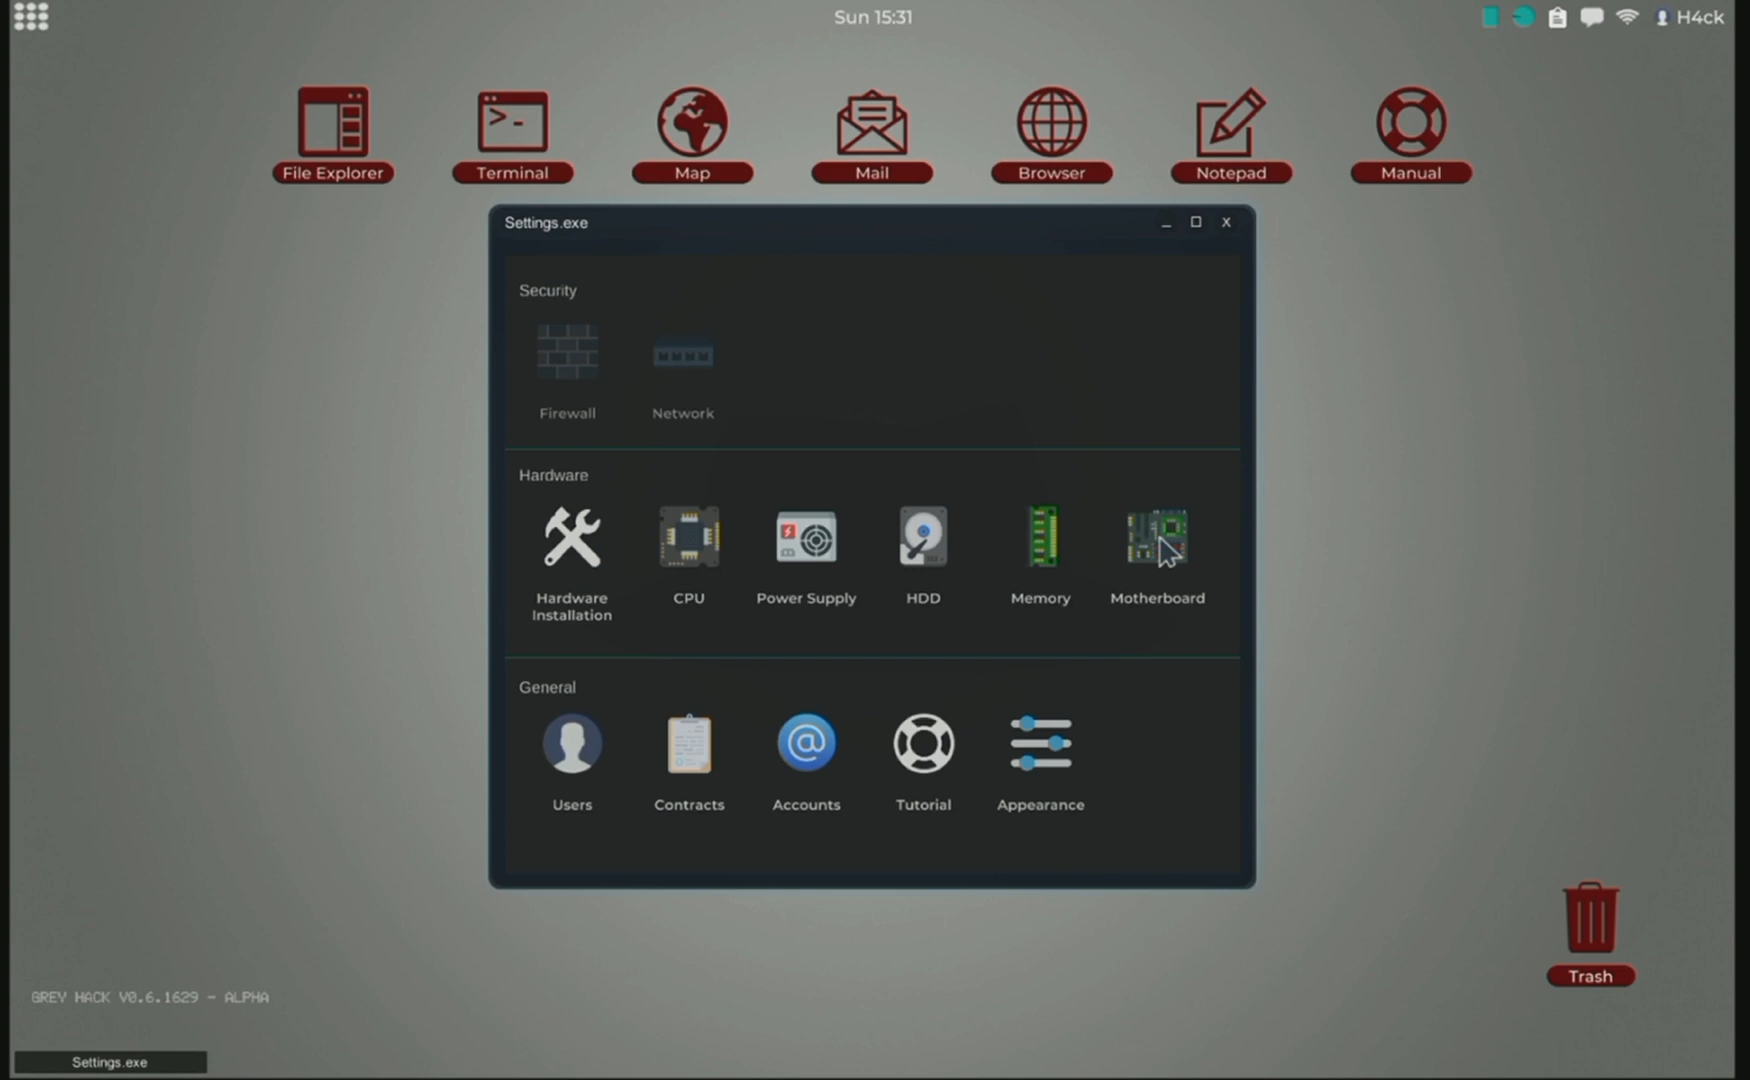 Sun 15:31
H4ck
File Explorer
Terminal
Map
Mail
Browser
Notepad
Manual
Settings.exe
X
Security
Firewall
Network
Hardware
Hardware
Installation
CPU
Power Supply
HDD
Memory
Motherboard
General
Users
Contracts
Accounts
Tutorial
Appearance
Trash
GREY HACK V0.6.1629 - ALPHA
Settings.exe